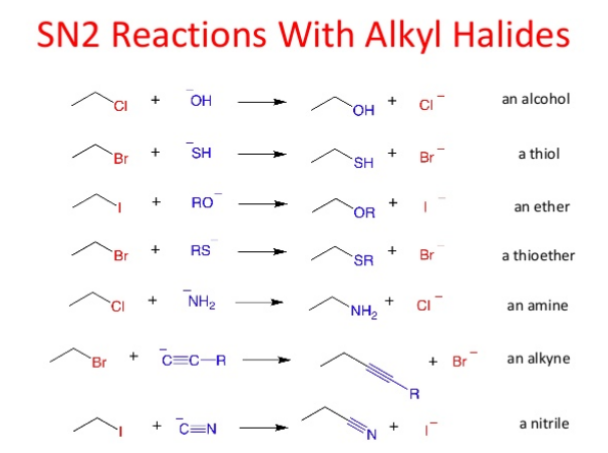 SN2 Reactions With Alkyl Halides
Cl + ⁻OH → OH + Cl⁻ an alcohol
Br + ⁻SH → SH + Br⁻ a thiol
I + RO⁻ → OR + I⁻ an ether
Br + RS⁻ → SR + Br⁻ a thioether
Cl + ⁻NH₂ → NH₂ + Cl⁻ an amine
Br + ⁻C≡C–R → R + Br⁻ an alkyne
I + ⁻C≡N → N + I⁻ a nitrile